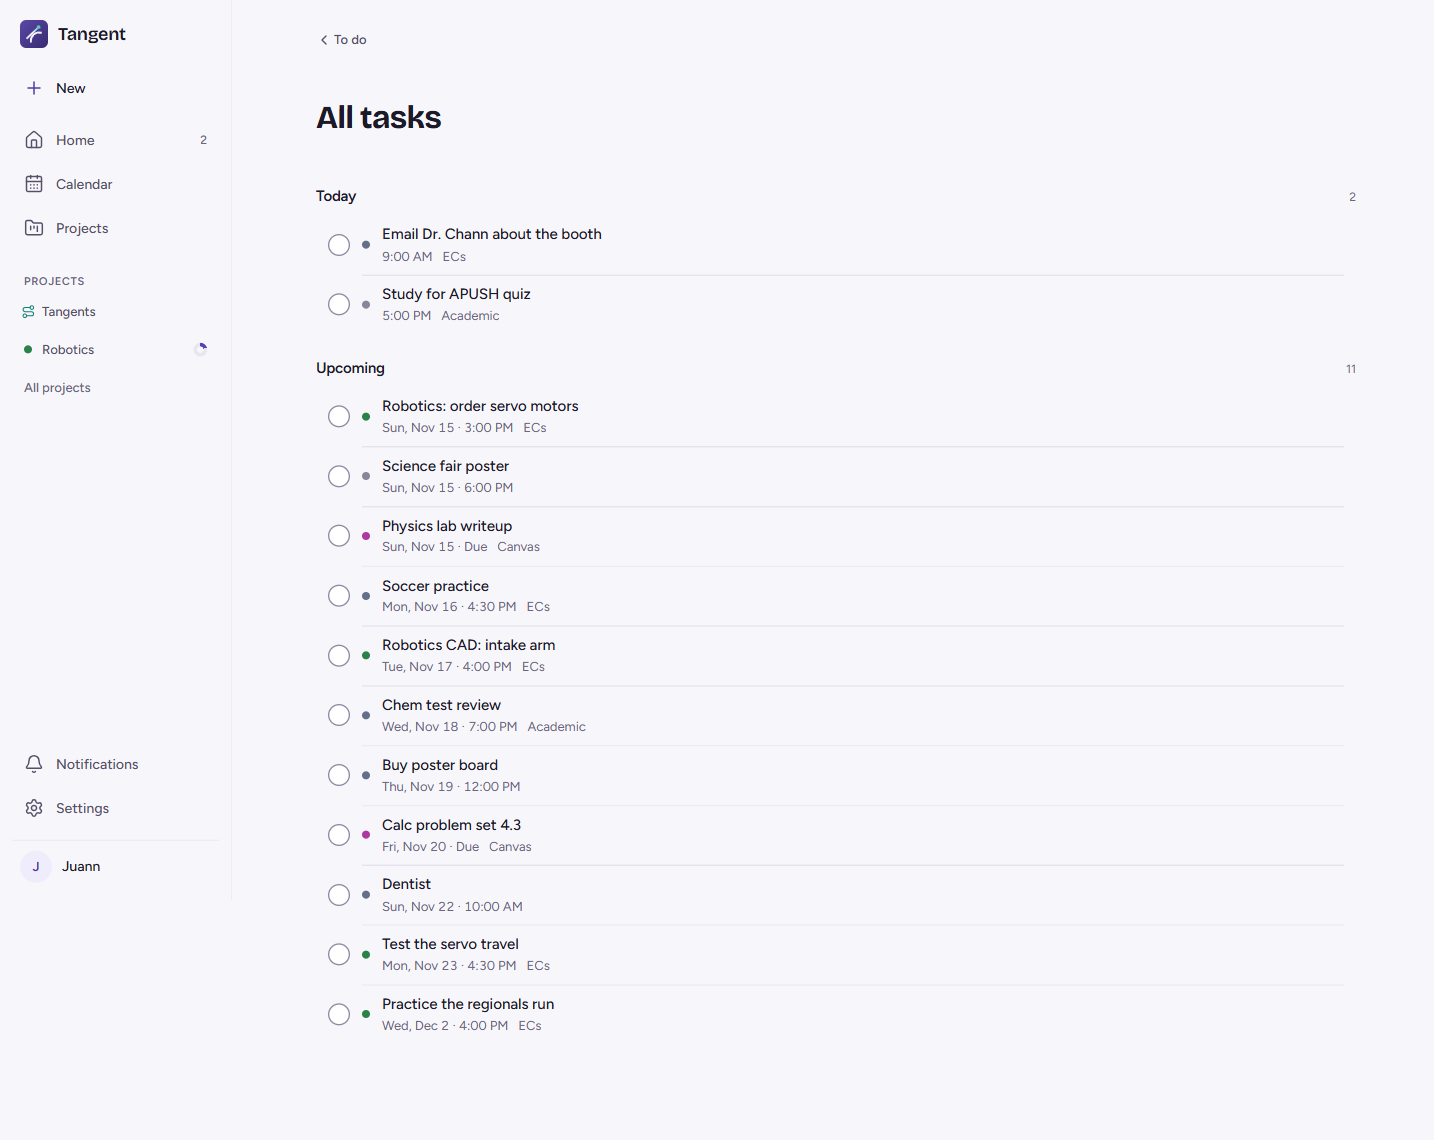 Tangent
New
Home 2
Calendar
Projects
PROJECTS
Tangents
Robotics
All projects
Notifications
Settings
J Juann
To do
All tasks
Today 2
Email Dr. Chann about the booth
9:00 AM ECs
Study for APUSH quiz
5:00 PM Academic
Upcoming 11
Robotics: order servo motors
Sun, Nov 15 · 3:00 PM ECs
Science fair poster
Sun, Nov 15 · 6:00 PM
Physics lab writeup
Sun, Nov 15 · Due Canvas
Soccer practice
Mon, Nov 16 · 4:30 PM ECs
Robotics CAD: intake arm
Tue, Nov 17 · 4:00 PM ECs
Chem test review
Wed, Nov 18 · 7:00 PM Academic
Buy poster board
Thu, Nov 19 · 12:00 PM
Calc problem set 4.3
Fri, Nov 20 · Due Canvas
Dentist
Sun, Nov 22 · 10:00 AM
Test the servo travel
Mon, Nov 23 · 4:30 PM ECs
Practice the regionals run
Wed, Dec 2 · 4:00 PM ECs